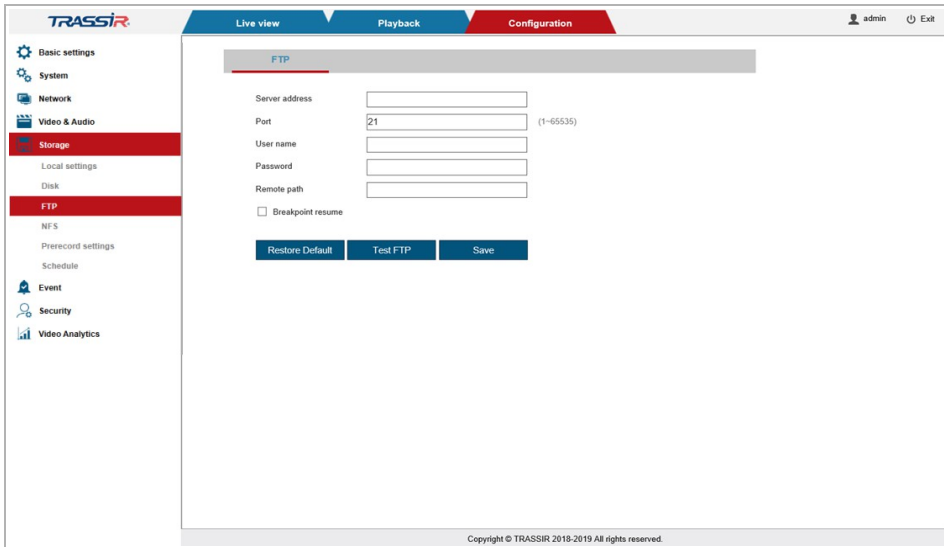 TRASSIR
Live view
Playback
Configuration
admin
Exit
Basic settings
System
Network
Video & Audio
Storage
Local settings
Disk
FTP
NFS
Prerecord settings
Schedule
Event
Security
Video Analytics
FTP
Server address
Port 21 (1~65535)
User name
Password
Remote path
Breakpoint resume
Restore Default Test FTP Save
Copyright © TRASSIR 2018-2019 All rights reserved.